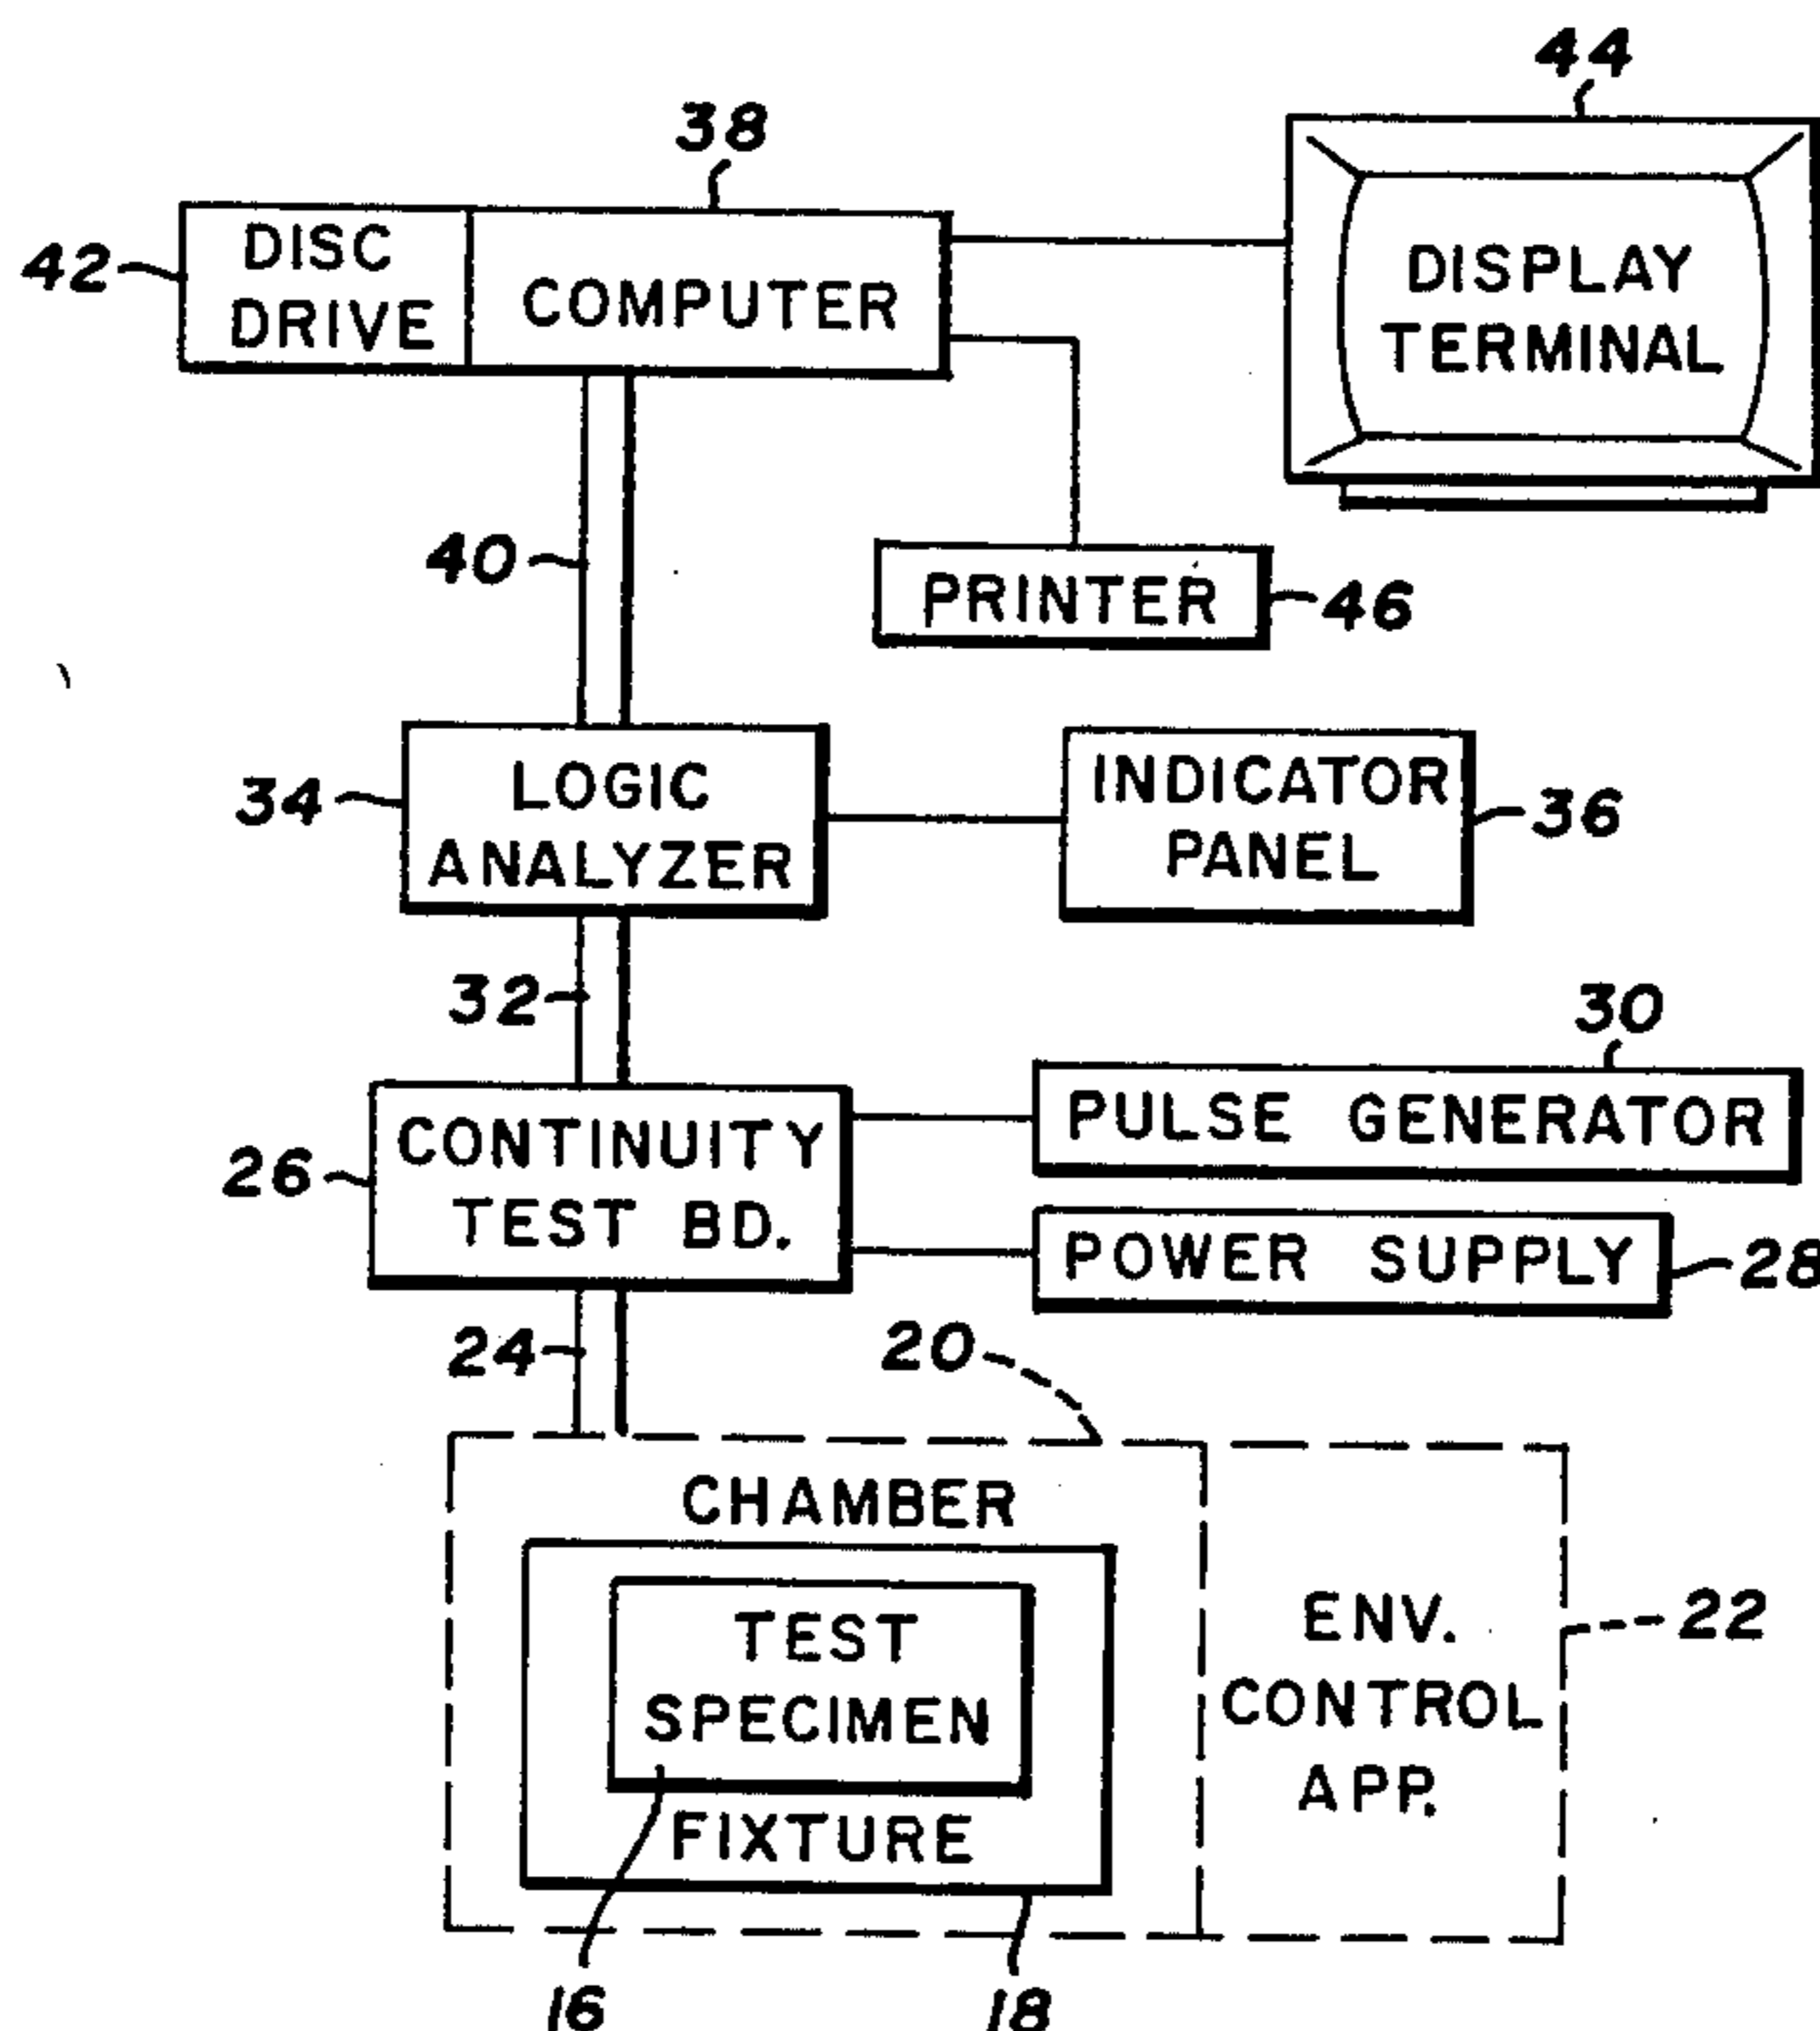 44
38
42
DISC
DRIVE
COMPUTER
DISPLAY
TERMINAL
40
PRINTER
46
34
LOGIC
ANALYZER
INDICATOR
PANEL
36
32
30
26
CONTINUITY
TEST BD.
PULSE GENERATOR
POWER SUPPLY
28
24
20
CHAMBER
TEST
SPECIMEN
FIXTURE
ENV.
CONTROL
APP.
22
16
18